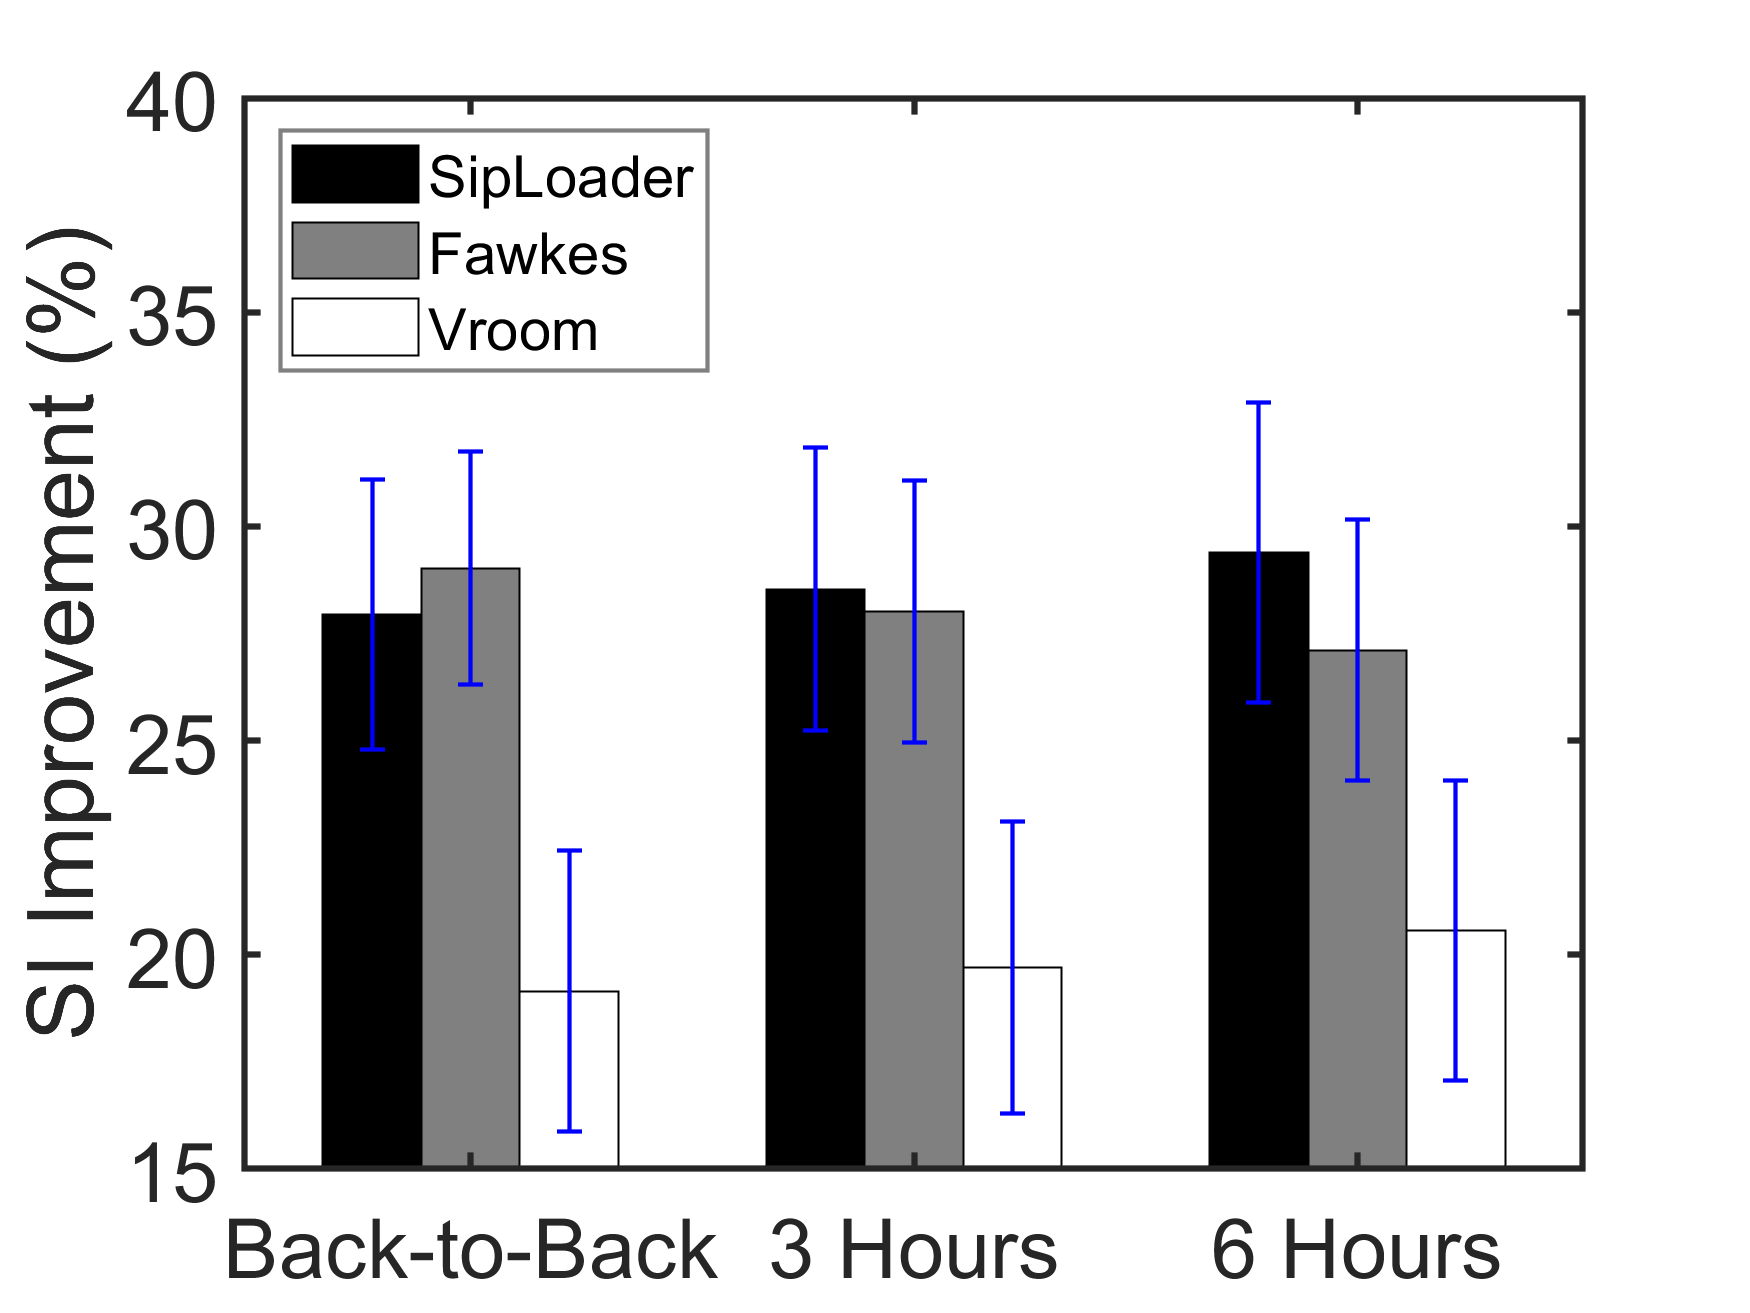 40
35
30
25
20
15
SI Improvement (%)
SipLoader
Fawkes
Vroom
Back-to-Back 3 Hours 6 Hours